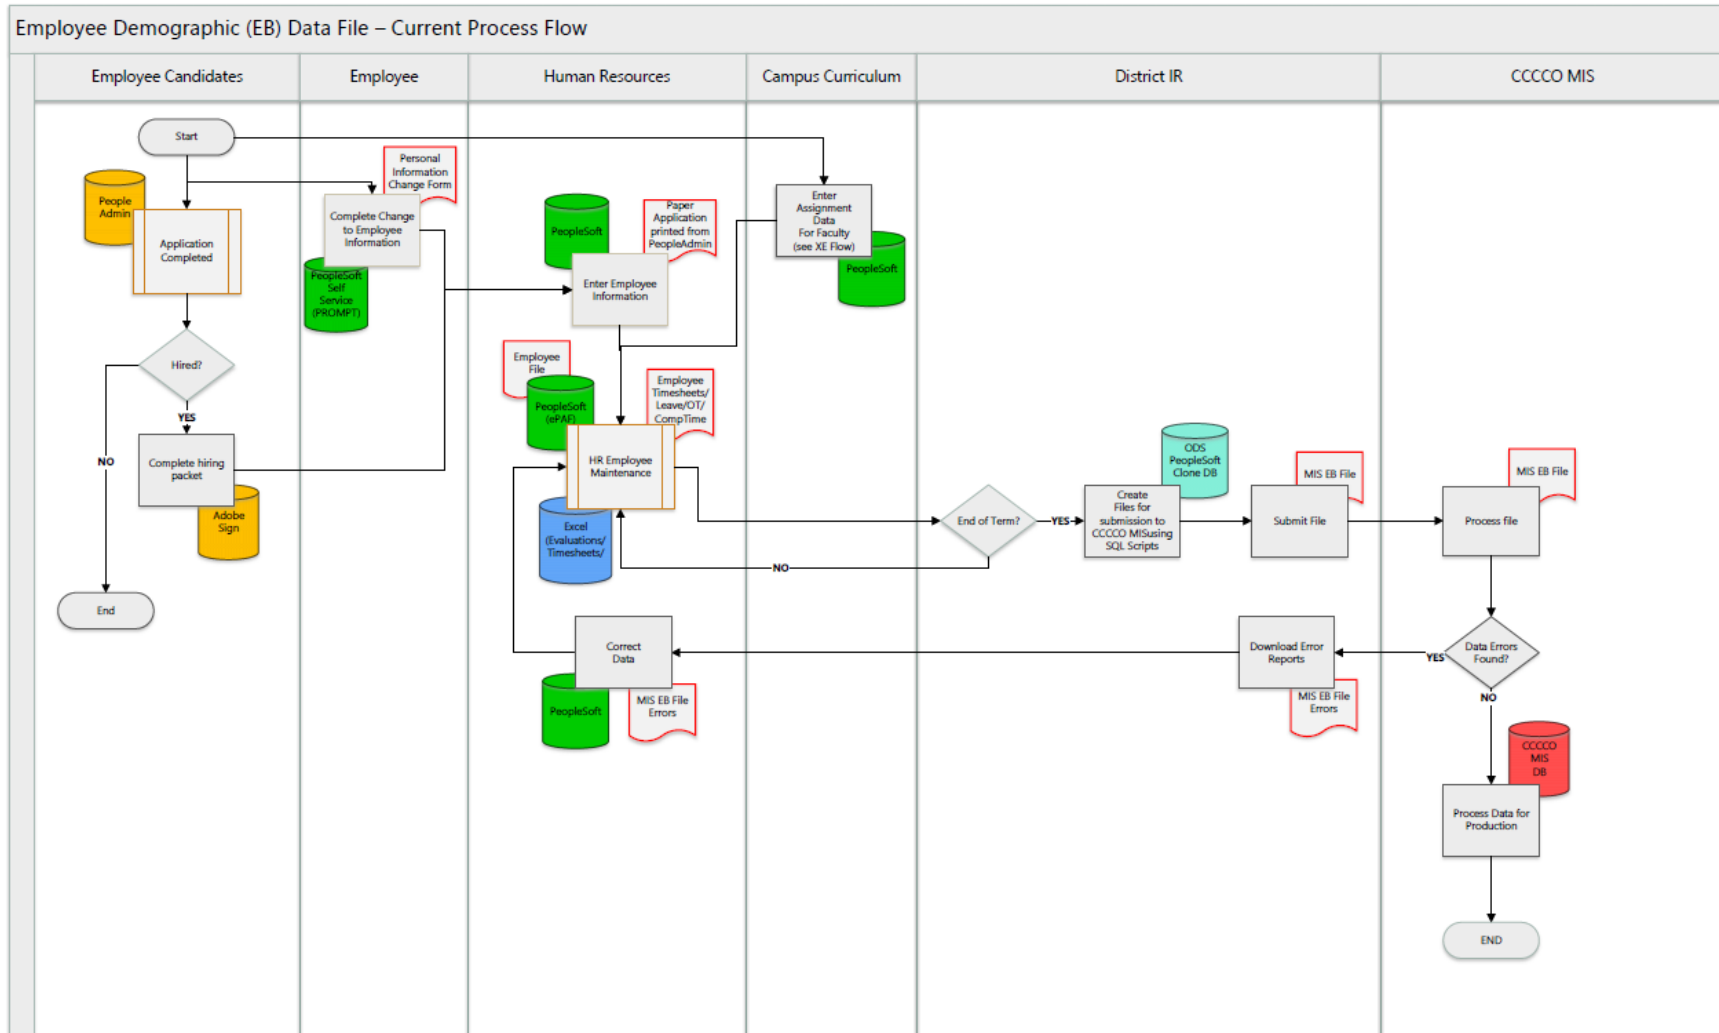 Employee Demographic (EB) Data File – Current Process Flow
Employee Candidates
Employee
Human Resources
Campus Curriculum
District IR
CCCCO MIS
Start
People
Admin
Application
Completed
Hired?
YES
NO
Complete hiring
packet
Adobe
Sign
End
Personal
Information
Change Form
Complete Change
to Employee
Information
PeopleSoft
Self
Service
(PROMPT)
PeopleSoft
Paper
Application
printed from
PeopleAdmin
Enter Employee
Information
Employee
File
PeopleSoft
(ePAF)
Employee
Timesheets/
Leave/OT/
CompTime
HR Employee
Maintenance
Excel
(Evaluations/
Timesheets/
Correct
Data
PeopleSoft
MIS EB File
Errors
Enter
Assignment
Data
For Faculty
(see XE Flow)
PeopleSoft
NO
End of Term?
YES
ODS
PeopleSoft
Clone DB
Create
Files for
submission to
CCCCO MISusing
SQL Scripts
MIS EB File
Submit File
Download Error
Reports
MIS EB File
Errors
MIS EB File
Process file
Data Errors
Found?
YES
NO
CCCCO
MIS
DB
Process Data for
Production
END